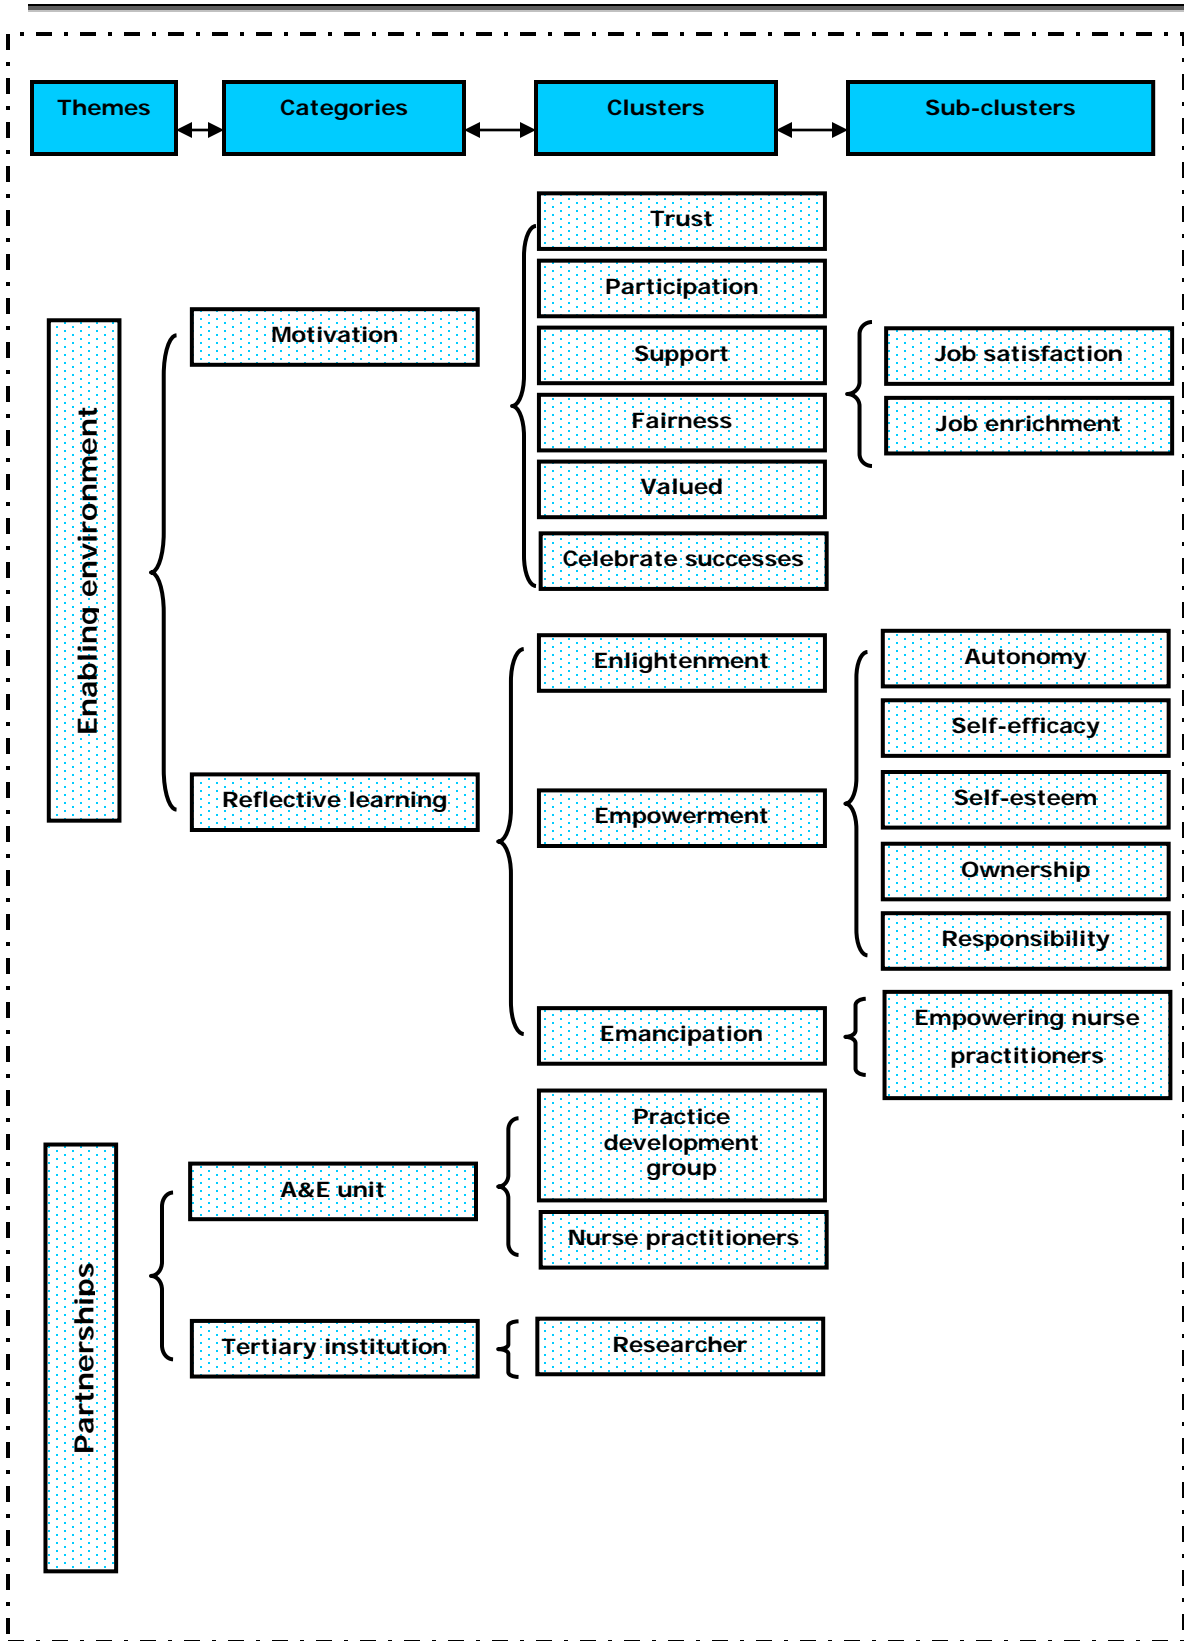 Themes
Categories
Clusters
Sub-clusters
Enabling environment
Motivation
Trust
Participation
Support
Fairness
Valued
Celebrate successes
Job satisfaction
Job enrichment
Reflective learning
Enlightenment
Empowerment
Autonomy
Self-efficacy
Self-esteem
Ownership
Responsibility
Emancipation
Empowering nurse
practitioners
Partnerships
A&E unit
Practice
development
group
Nurse practitioners
Tertiary institution
Researcher